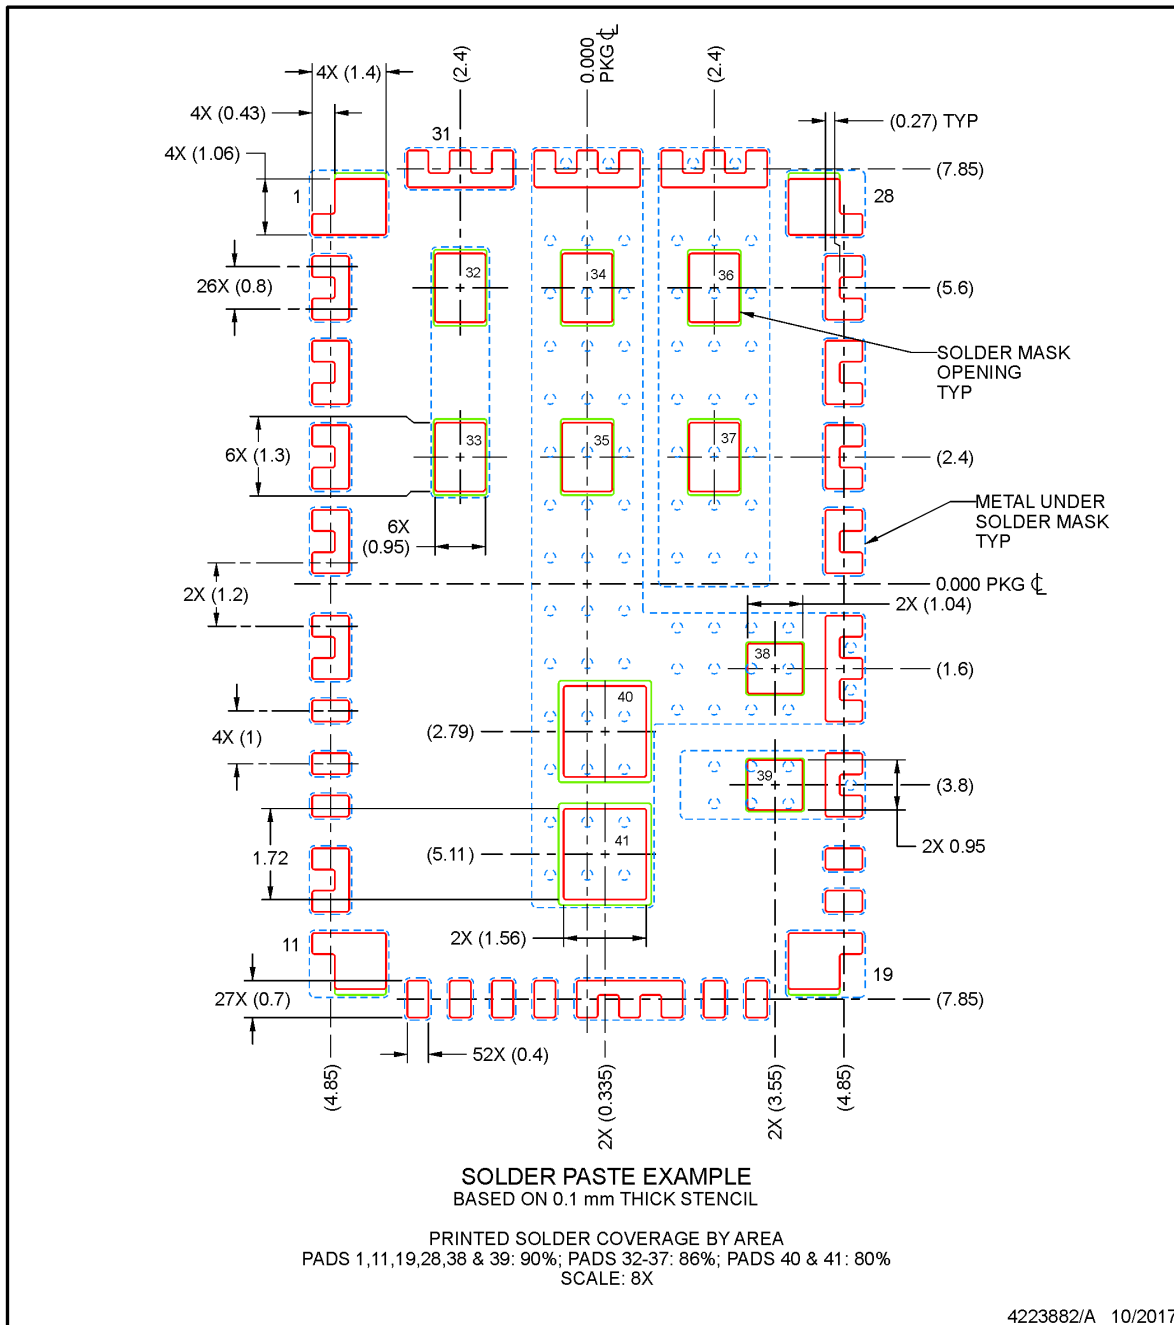 (2.4)
0.000
PKG ℄
(2.4)
4X (1.4)
4X (0.43)
31
(0.27) TYP
4X (1.06)
(7.85)
1
28
32
34
36
26X (0.8)
(5.6)
SOLDER MASK
OPENING
TYP
33
35
37
6X (1.3)
(2.4)
METAL UNDER
SOLDER MASK
TYP
6X
(0.95)
0.000 PKG ℄
2X (1.2)
2X (1.04)
38
(1.6)
40
(2.79)
4X (1)
39
(3.8)
41
1.72
(5.11)
2X 0.95
2X (1.56)
11
19
27X (0.7)
(7.85)
52X (0.4)
(4.85)
2X (0.335)
2X (3.55)
(4.85)
SOLDER PASTE EXAMPLE
BASED ON 0.1 mm THICK STENCIL
PRINTED SOLDER COVERAGE BY AREA
PADS 1,11,19,28,38 & 39: 90%; PADS 32-37: 86%; PADS 40 & 41: 80%
SCALE: 8X
4223882/A 10/2017